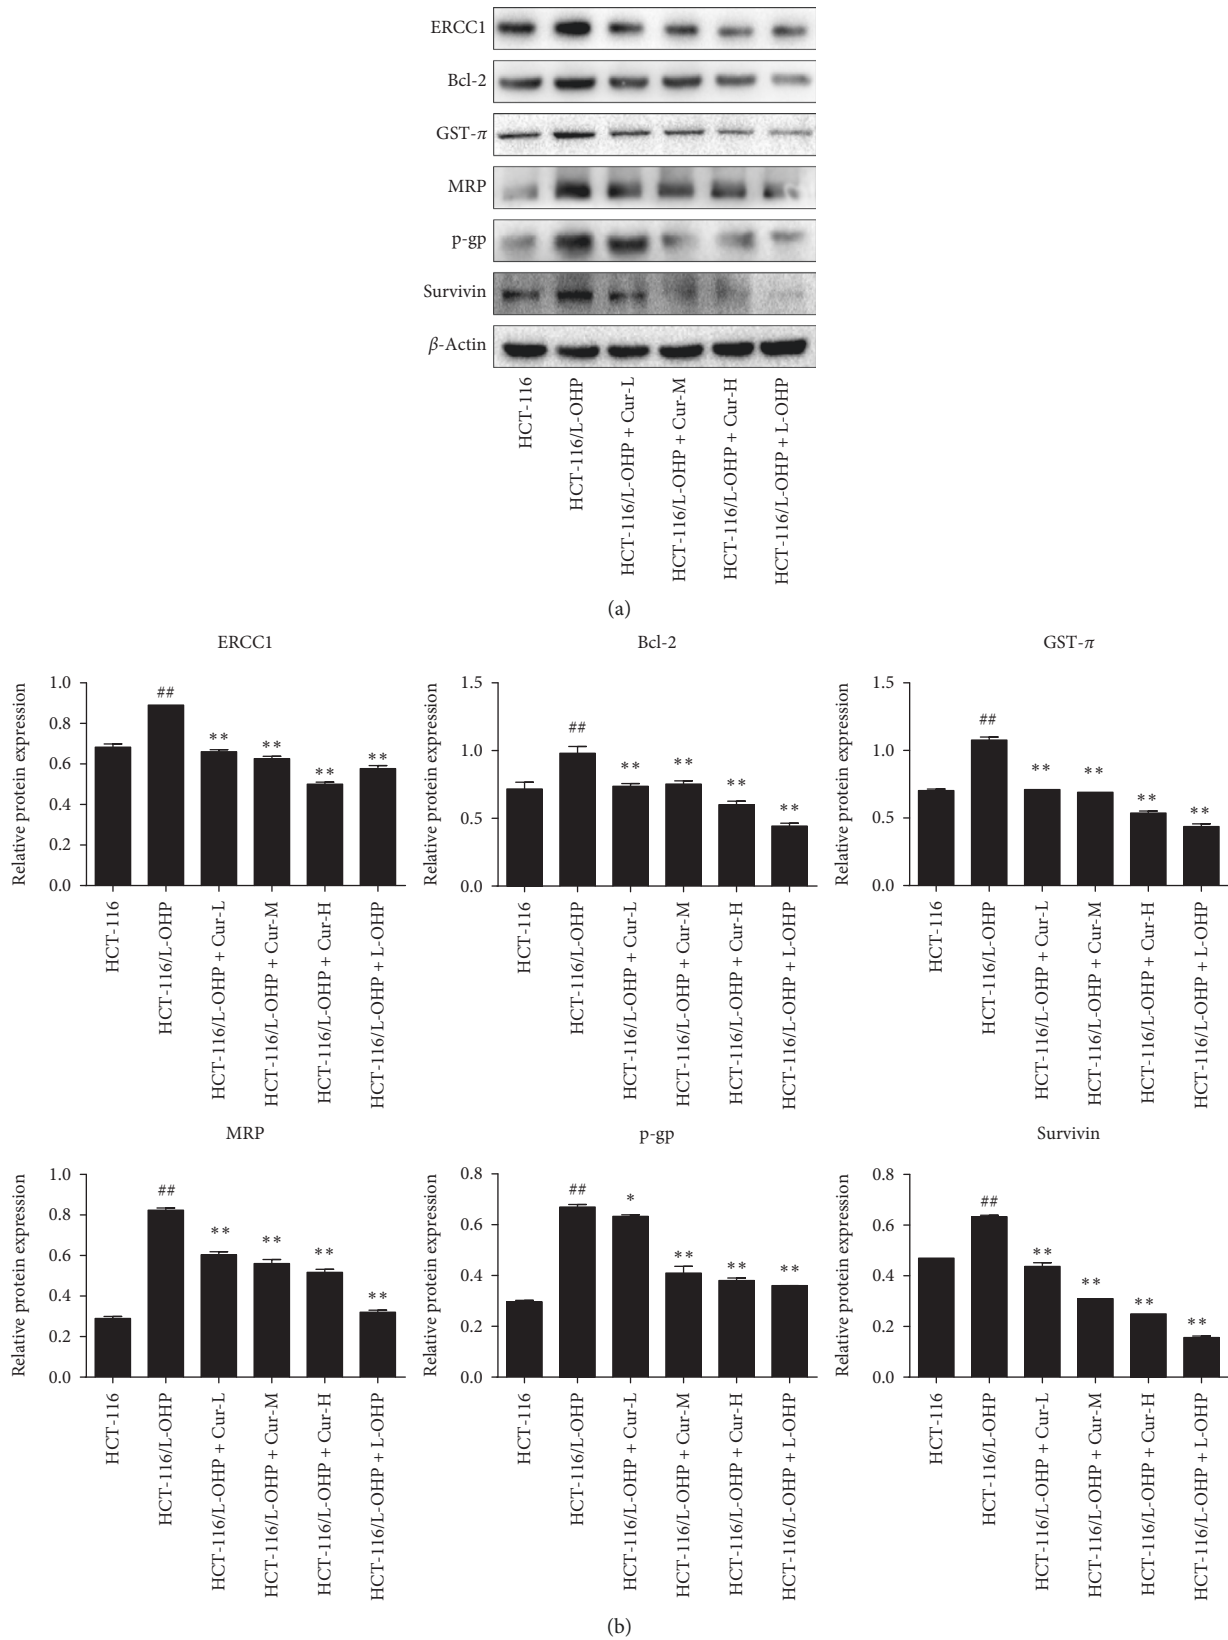 ERCC1
Bcl-2
GST-π
MRP
p-gp
Survivin
β-Actin
HCT-116
HCT-116/L-OHP
HCT-116/L-OHP + Cur-L
HCT-116/L-OHP + Cur-M
HCT-116/L-OHP + Cur-H
HCT-116/L-OHP + L-OHP
(a)
ERCC1
Relative protein expression
1.0
0.8
0.6
0.4
0.2
0.0
##
**
**
**
**
HCT-116
HCT-116/L-OHP
HCT-116/L-OHP + Cur-L
HCT-116/L-OHP + Cur-M
HCT-116/L-OHP + Cur-H
HCT-116/L-OHP + L-OHP
Bcl-2
Relative protein expression
1.5
1.0
0.5
0.0
##
**
**
**
**
HCT-116
HCT-116/L-OHP
HCT-116/L-OHP + Cur-L
HCT-116/L-OHP + Cur-M
HCT-116/L-OHP + Cur-H
HCT-116/L-OHP + L-OHP
GST-π
Relative protein expression
1.5
1.0
0.5
0.0
##
**
**
**
**
HCT-116
HCT-116/L-OHP
HCT-116/L-OHP + Cur-L
HCT-116/L-OHP + Cur-M
HCT-116/L-OHP + Cur-H
HCT-116/L-OHP + L-OHP
MRP
Relative protein expression
1.0
0.8
0.6
0.4
0.2
0.0
##
**
**
**
**
HCT-116
HCT-116/L-OHP
HCT-116/L-OHP + Cur-L
HCT-116/L-OHP + Cur-M
HCT-116/L-OHP + Cur-H
HCT-116/L-OHP + L-OHP
p-gp
Relative protein expression
0.8
0.6
0.4
0.2
0.0
##
*
**
**
**
HCT-116
HCT-116/L-OHP
HCT-116/L-OHP + Cur-L
HCT-116/L-OHP + Cur-M
HCT-116/L-OHP + Cur-H
HCT-116/L-OHP + L-OHP
Survivin
Relative protein expression
0.8
0.6
0.4
0.2
0.0
##
**
**
**
**
HCT-116
HCT-116/L-OHP
HCT-116/L-OHP + Cur-L
HCT-116/L-OHP + Cur-M
HCT-116/L-OHP + Cur-H
HCT-116/L-OHP + L-OHP
(b)